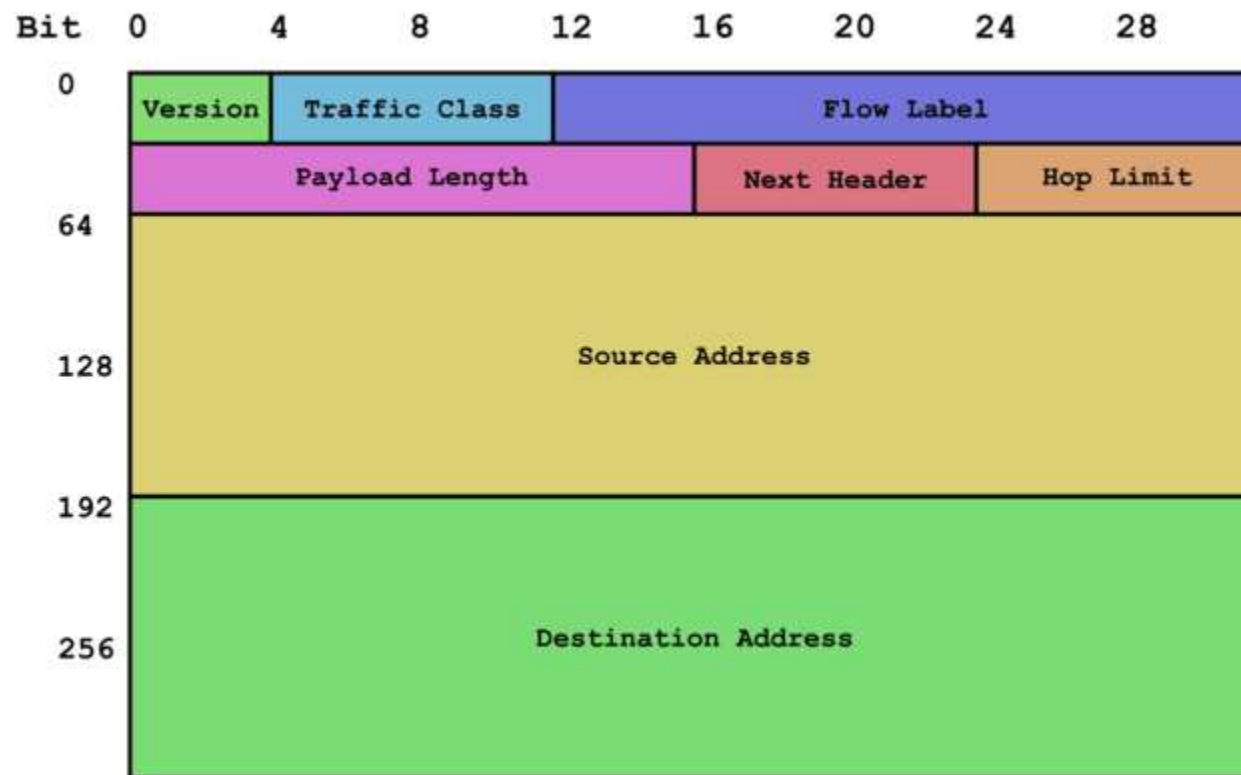 Bit 0 4 8 12 16 20 24 28
0 Version Traffic Class Flow Label
Payload Length Next Header Hop Limit
64
Source Address
128
192
Destination Address
256